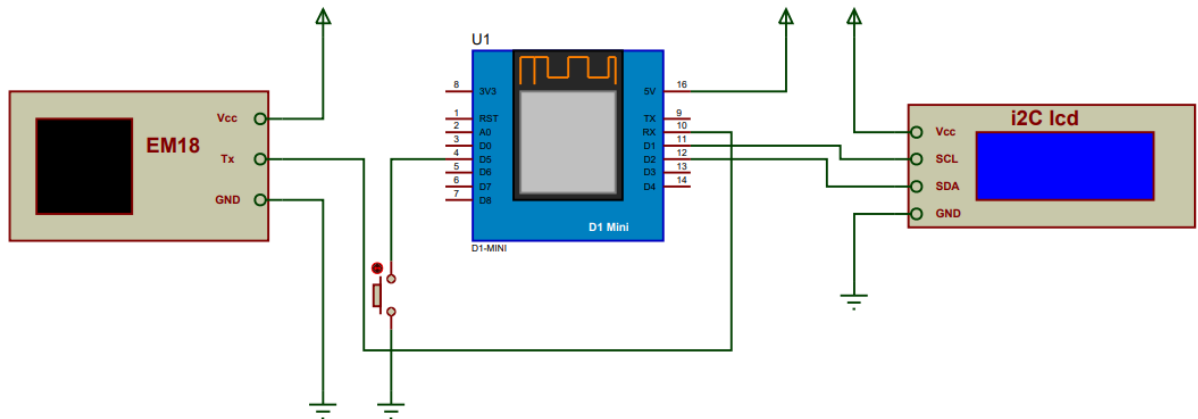 U1
8 3V3
5V 16
1 RST
TX 9
2 A0
RX 10
3 D0
D1 11
4 D5
D2 12
5 D6
D3 13
6 D7
D4 14
7 D8
D1 Mini
D1-MINI
EM18
Vcc
Tx
GND
i2C lcd
Vcc
SCL
SDA
GND